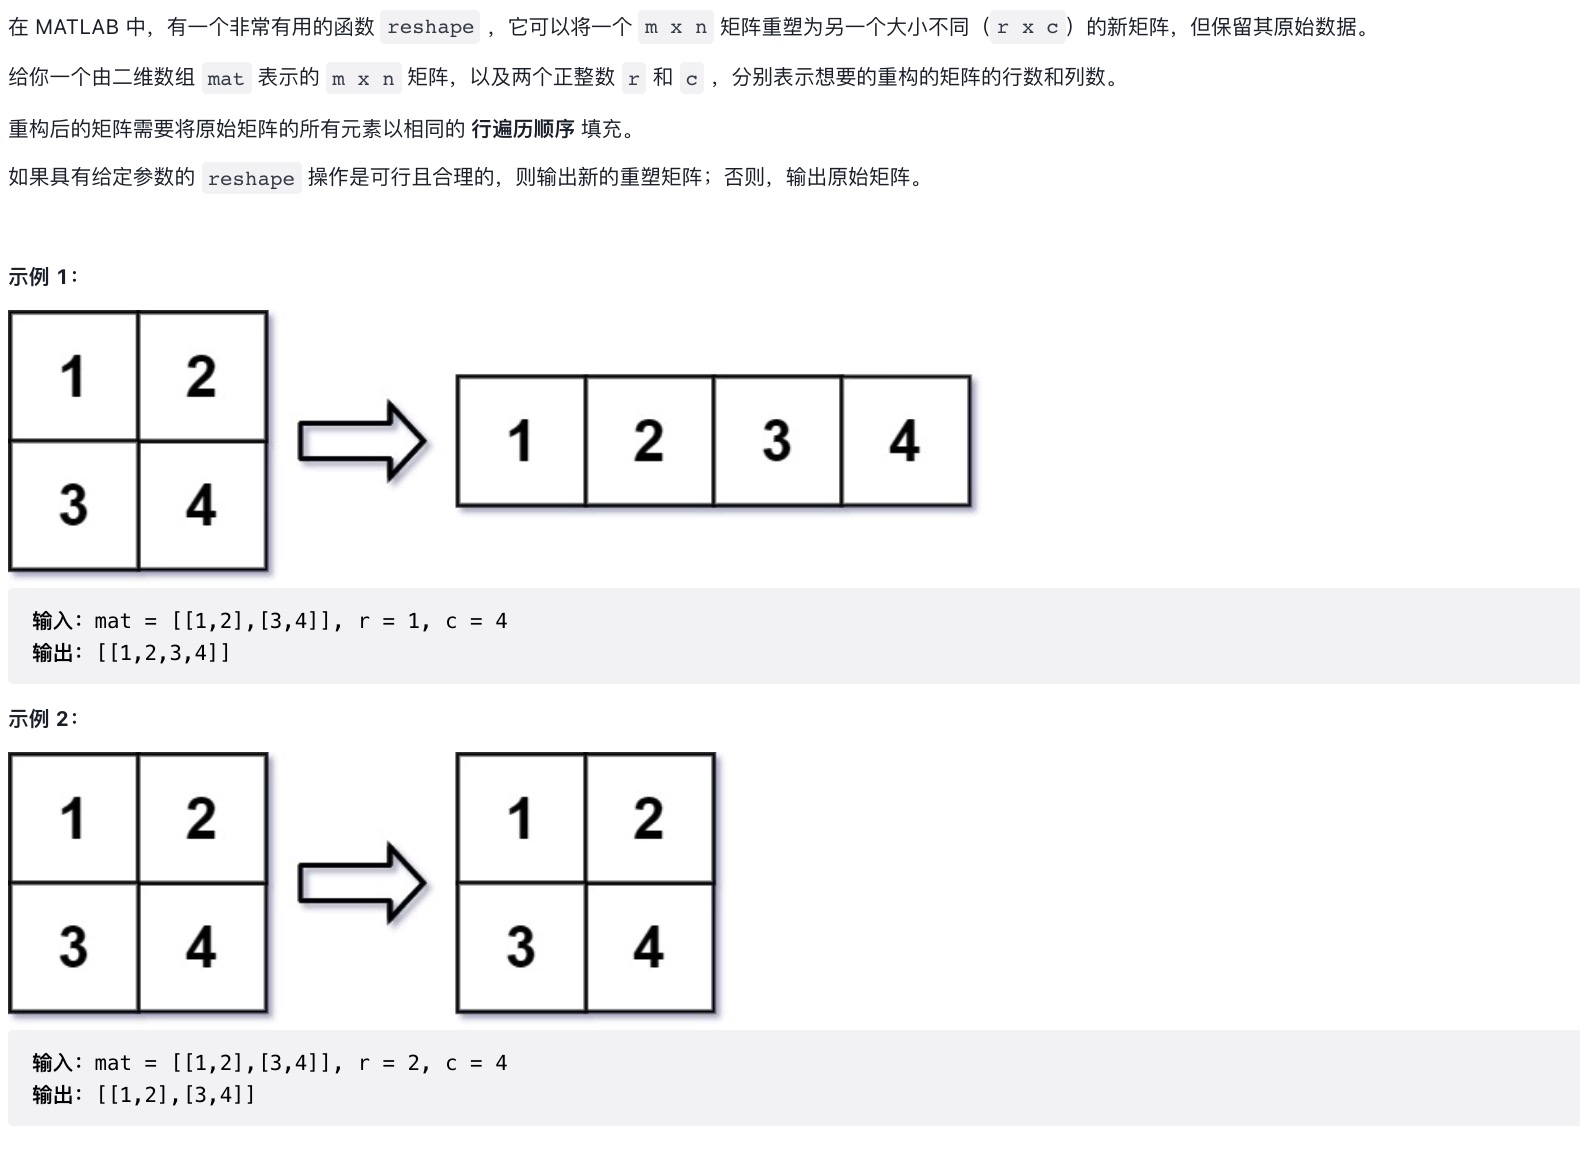 在 MATLAB 中，有一个非常有用的函数 reshape ，它可以将一个 m x n 矩阵重塑为另一个大小不同（r x c）的新矩阵，但保留其原始数据。
给你一个由二维数组 mat 表示的 m x n 矩阵，以及两个正整数 r 和 c ，分别表示想要的重构的矩阵的行数和列数。
重构后的矩阵需要将原始矩阵的所有元素以相同的 行遍历顺序 填充。
如果具有给定参数的 reshape 操作是可行且合理的，则输出新的重塑矩阵；否则，输出原始矩阵。
示例 1：
1 2
3 4
1 2 3 4
输入：mat = [[1,2],[3,4]], r = 1, c = 4
输出：[[1,2,3,4]]
示例 2：
1 2
3 4
1 2
3 4
输入：mat = [[1,2],[3,4]], r = 2, c = 4
输出：[[1,2],[3,4]]